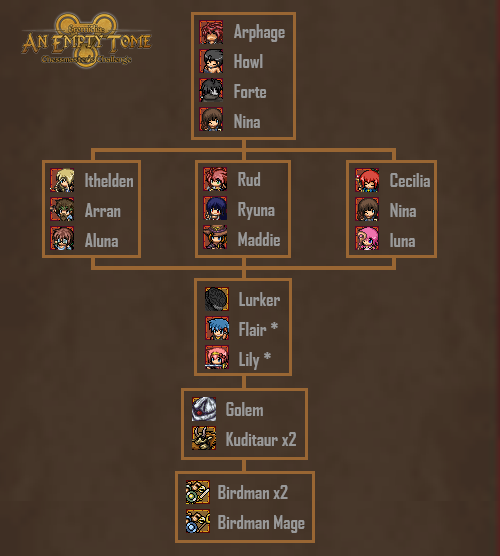 Eremidia
AN EMPTY TOME
Arphage
Howl
Forte
Nina
Ithelden
Arran
Aluna
Rud
Ryuna
Maddie
Cecilia
Nina
Iuna
Lurker
Flair *
Lily *
Golem
Kuditaur x2
Birdman x2
Birdman Mage